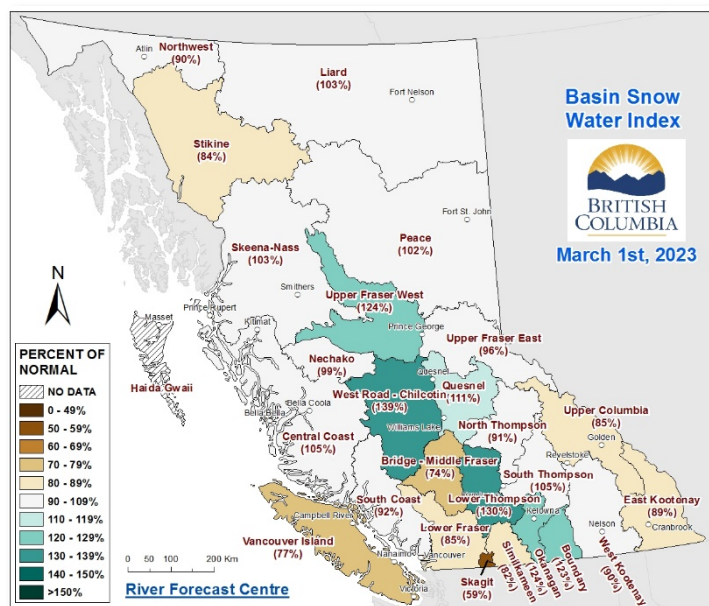 Northwest
(90%)
Atlin
Liard
(103%)
Fort Nelson
Basin Snow
Water Index
BRITISH
COLUMBIA
March 1st, 2023
Stikine
(84%)
Fort St. John
Skeena-Nass
(103%)
Peace
(102%)
N
Smithers
Upper Fraser West
(124%)
Prince Rupert
Masset
Kitimat
Prince George
Upper Fraser East
(96%)
PERCENT OF
NORMAL
NO DATA
0 - 49%
50 - 59%
60 - 69%
70 - 79%
80 - 89%
90 - 109%
110 - 119%
120 - 129%
130 - 139%
140 - 150%
>150%
Haida Gwaii
Nechako
(99%)
Quesnel
Quesnel
(111%)
West Road - Chilcotin
(139%)
Bella Coola
Bella Bella
Williams Lake
North Thompson
(91%)
Upper Columbia
(85%)
Golden
Central Coast
(105%)
Revelstoke
Bridge - Middle Fraser
(74%)
South Thompson
(105%)
South Coast
(92%)
Lower Thompson
(130%)
Kelowna
East Kootenay
(89%)
Campbell River
Nelson
Cranbrook
Lower Fraser
(85%)
Vancouver Island
(77%)
Nanaimo
Vancouver
Similkameen
(82%)
Okanagan
(124%)
Boundary
(123%)
West Kootenay
(90%)
Skagit
(59%)
0
100
200 Km
River Forecast Centre
Victoria